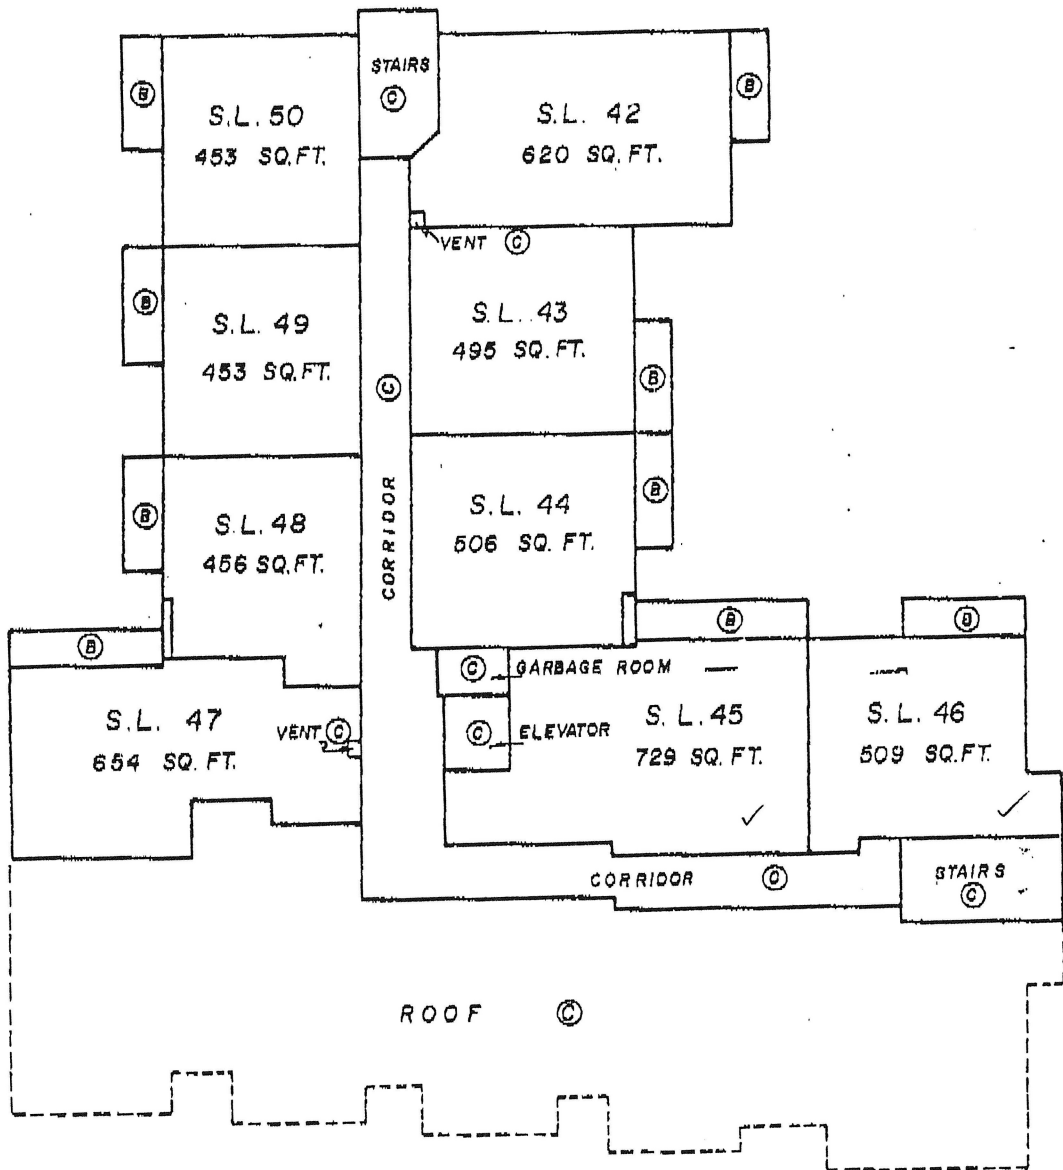 STAIRS
C
B
S.L. 50
453 SQ.FT.
S.L. 42
620 SQ.FT.
B
VENT C
B
S.L. 49
453 SQ.FT.
S.L. 43
495 SQ.FT.
C
B
CORRIDOR
B
S.L. 48
456 SQ.FT.
S.L. 44
506 SQ. FT.
B
B
B
B
C
GARBAGE ROOM
S.L. 47
654 SQ. FT.
VENT C
C
ELEVATOR
S.L. 45
729 SQ. FT.
S.L. 46
509 SQ. FT.
CORRIDOR C
STAIRS
C
ROOF C